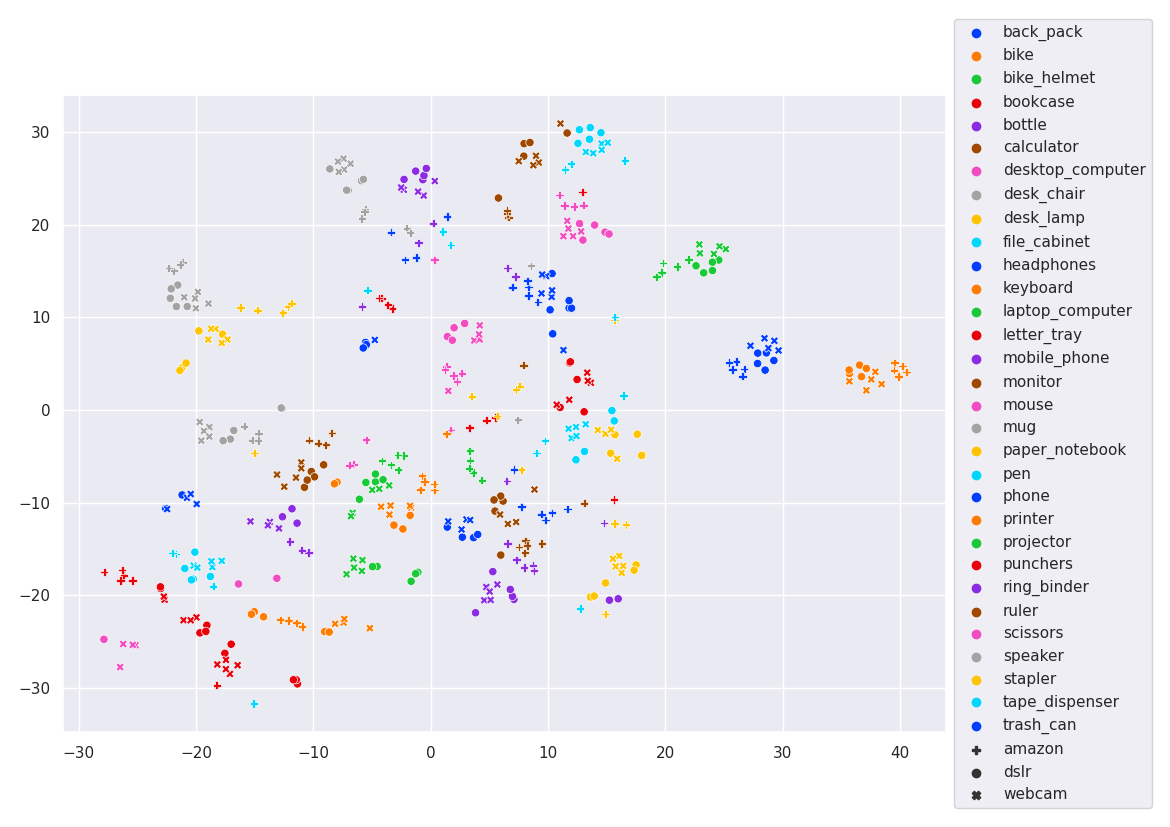 30
20
10
0
−10
−20
−30
−30
−20
−10
0
10
20
30
40
back_pack
bike
bike_helmet
bookcase
bottle
calculator
desktop_computer
desk_chair
desk_lamp
file_cabinet
headphones
keyboard
laptop_computer
letter_tray
mobile_phone
monitor
mouse
mug
paper_notebook
pen
phone
printer
projector
punchers
ring_binder
ruler
scissors
speaker
stapler
tape_dispenser
trash_can
amazon
dslr
webcam